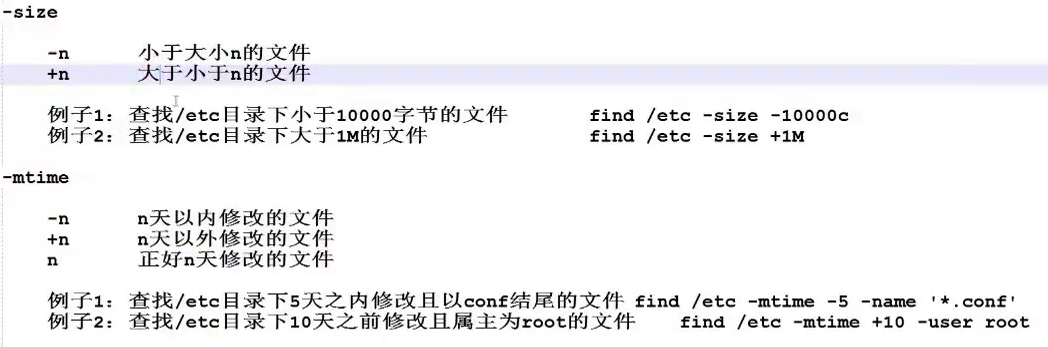 -size
-n 小于大小n的文件
+n 大于小于n的文件
例子1：查找/etc目录下小于10000字节的文件 find /etc -size -10000c
例子2：查找/etc目录下大于1M的文件 find /etc -size +1M
-mtime
-n n天以内修改的文件
+n n天以外修改的文件
n 正好n天修改的文件
例子1：查找/etc目录下5天之内修改且以conf结尾的文件 find /etc -mtime -5 -name '*.conf'
例子2：查找/etc目录下10天之前修改且属主为root的文件 find /etc -mtime +10 -user root